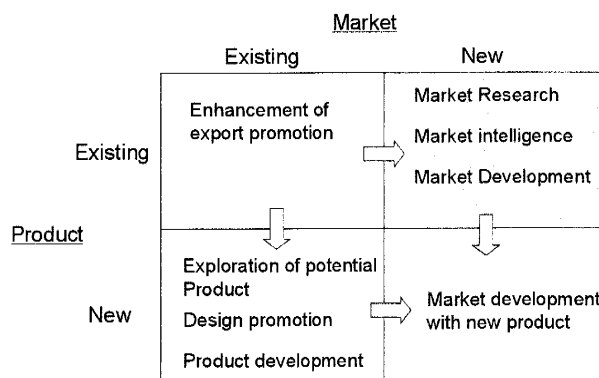 Market
Existing
New
Existing
Enhancement of
export promotion
Market Research
Market intelligence
Market Development
Product
New
Exploration of potential
Product
Design promotion
Product development
Market development
with new product